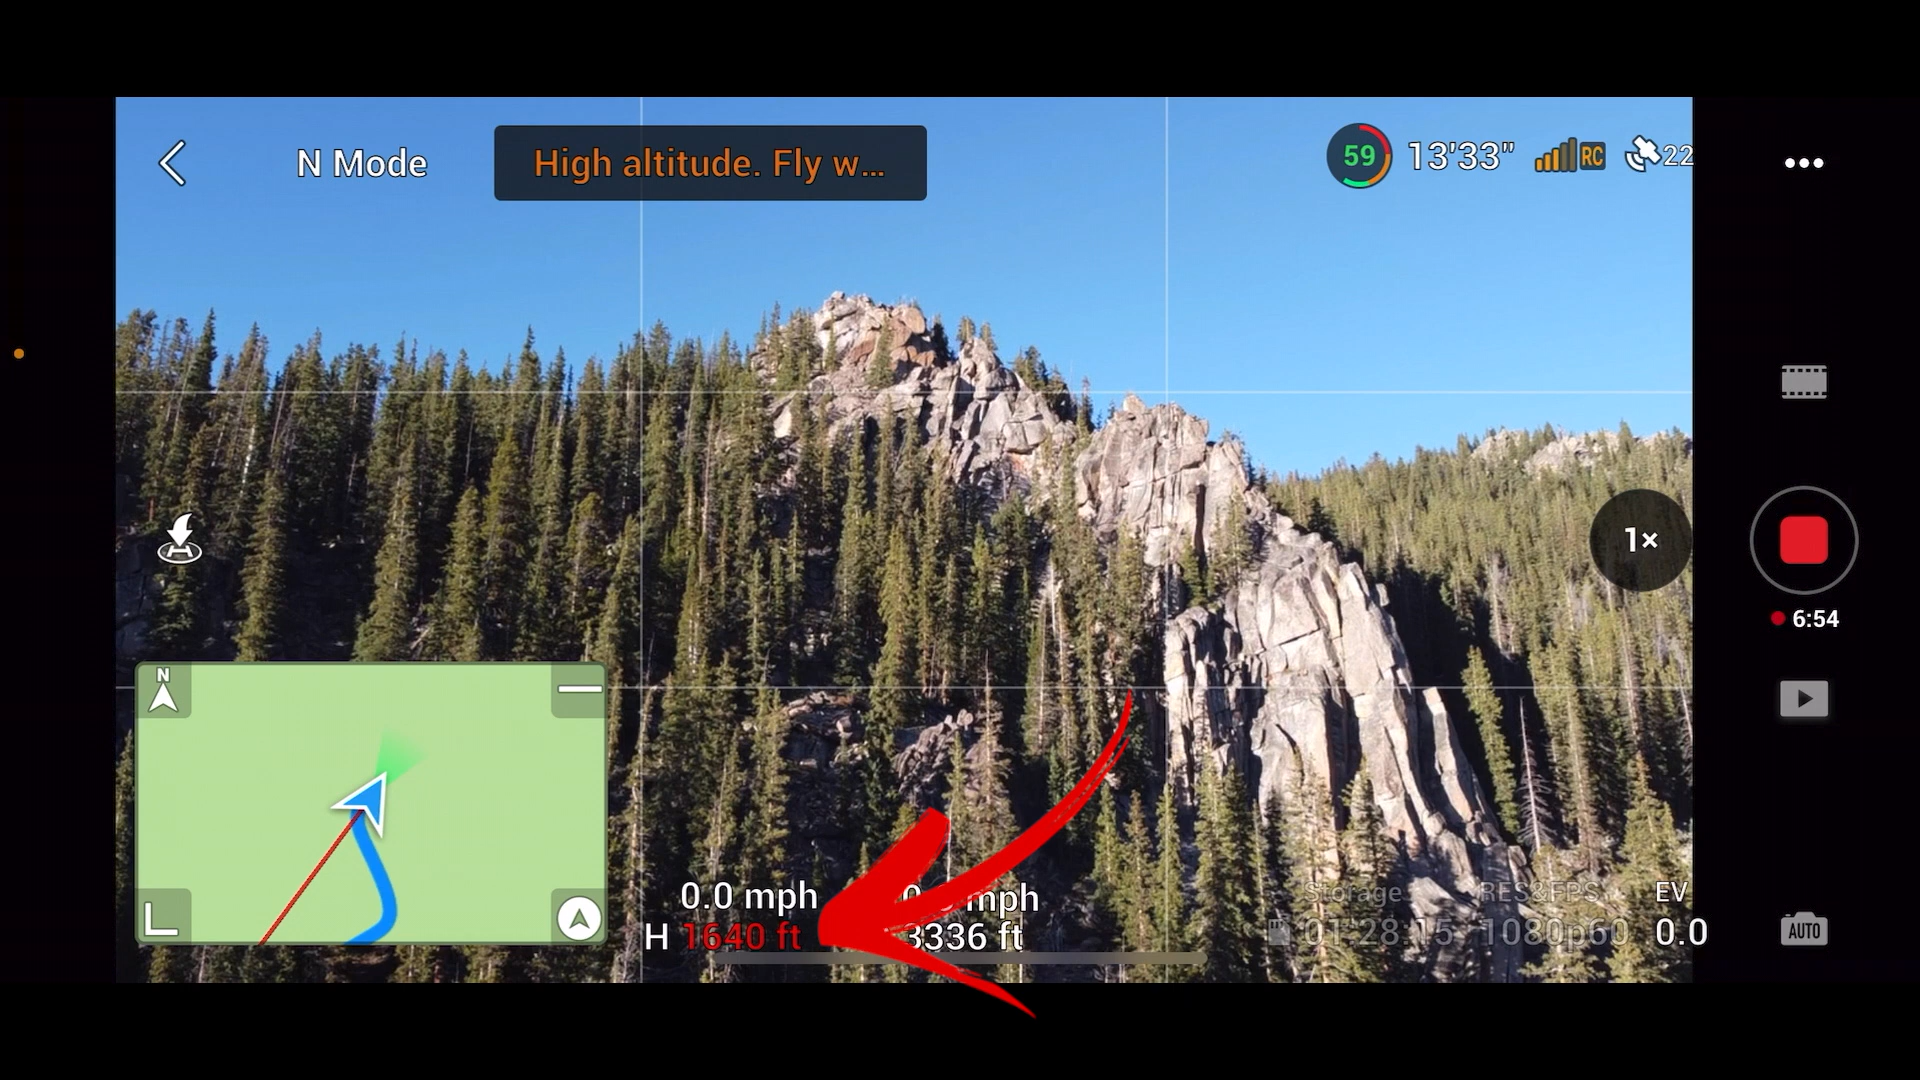 N Mode
High altitude. Fly w...
59
13'33"
RC
22
1×
6:54
N
0.0 mph
mph
H 1640 ft
3336 ft
Storage
01:28:15
RES&FPS
1080p60
EV
0.0
AUTO